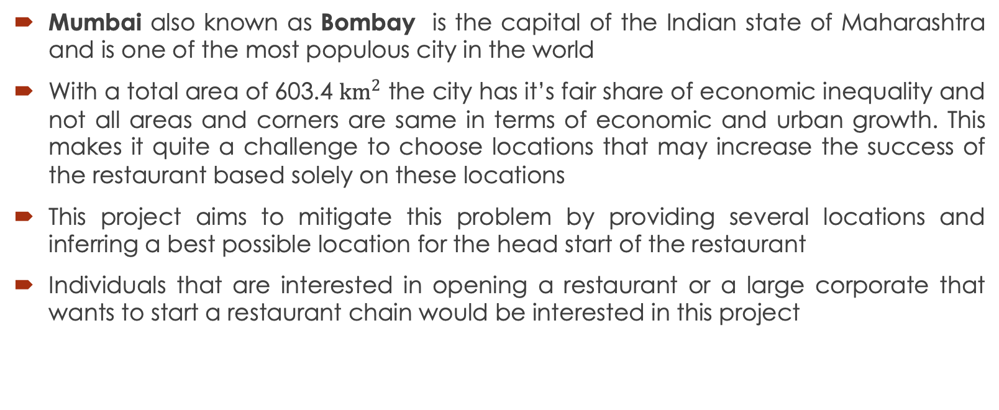 Mumbai also known as Bombay is the capital of the Indian state of Maharashtra
and is one of the most populous city in the world
With a total area of 603.4 km² the city has it’s fair share of economic inequality and
not all areas and corners are same in terms of economic and urban growth. This
makes it quite a challenge to choose locations that may increase the success of
the restaurant based solely on these locations
This project aims to mitigate this problem by providing several locations and
inferring a best possible location for the head start of the restaurant
Individuals that are interested in opening a restaurant or a large corporate that
wants to start a restaurant chain would be interested in this project